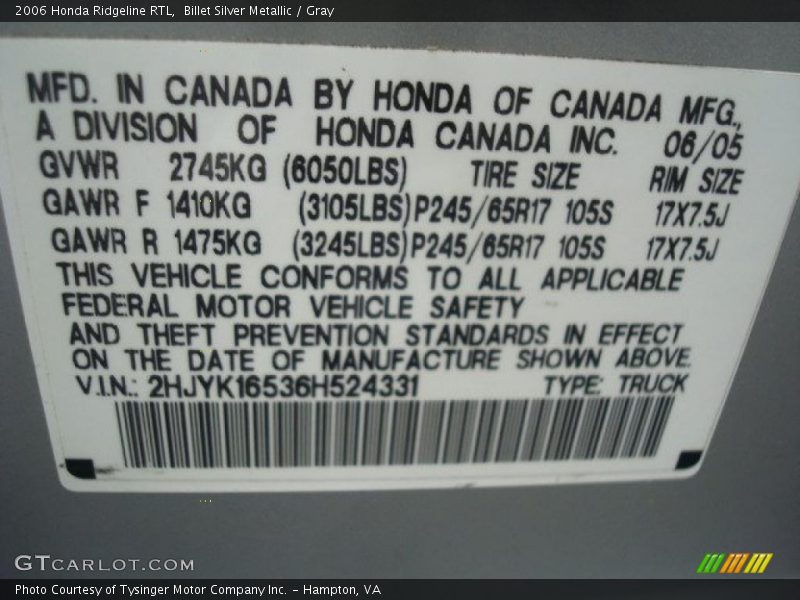 2006 Honda Ridgeline RTL,  Billet Silver Metallic / Gray
MFD. IN CANADA BY HONDA OF CANADA MFG.,
A DIVISION OF HONDA CANADA INC. 06/05
GVWR 2745KG (6050LBS) TIRE SIZE RIM SIZE
GAWR F 1410KG (3105LBS) P245/65R17 105S 17X7.5J
GAWR R 1475KG (3245LBS) P245/65R17 105S 17X7.5J
THIS VEHICLE CONFORMS TO ALL APPLICABLE
FEDERAL MOTOR VEHICLE SAFETY
AND THEFT PREVENTION STANDARDS IN EFFECT
ON THE DATE OF MANUFACTURE SHOWN ABOVE.
V.I.N.: 2HJYK16536H524331 TYPE: TRUCK
GTCARLOT.COM
Photo Courtesy of Tysinger Motor Company Inc. - Hampton, VA